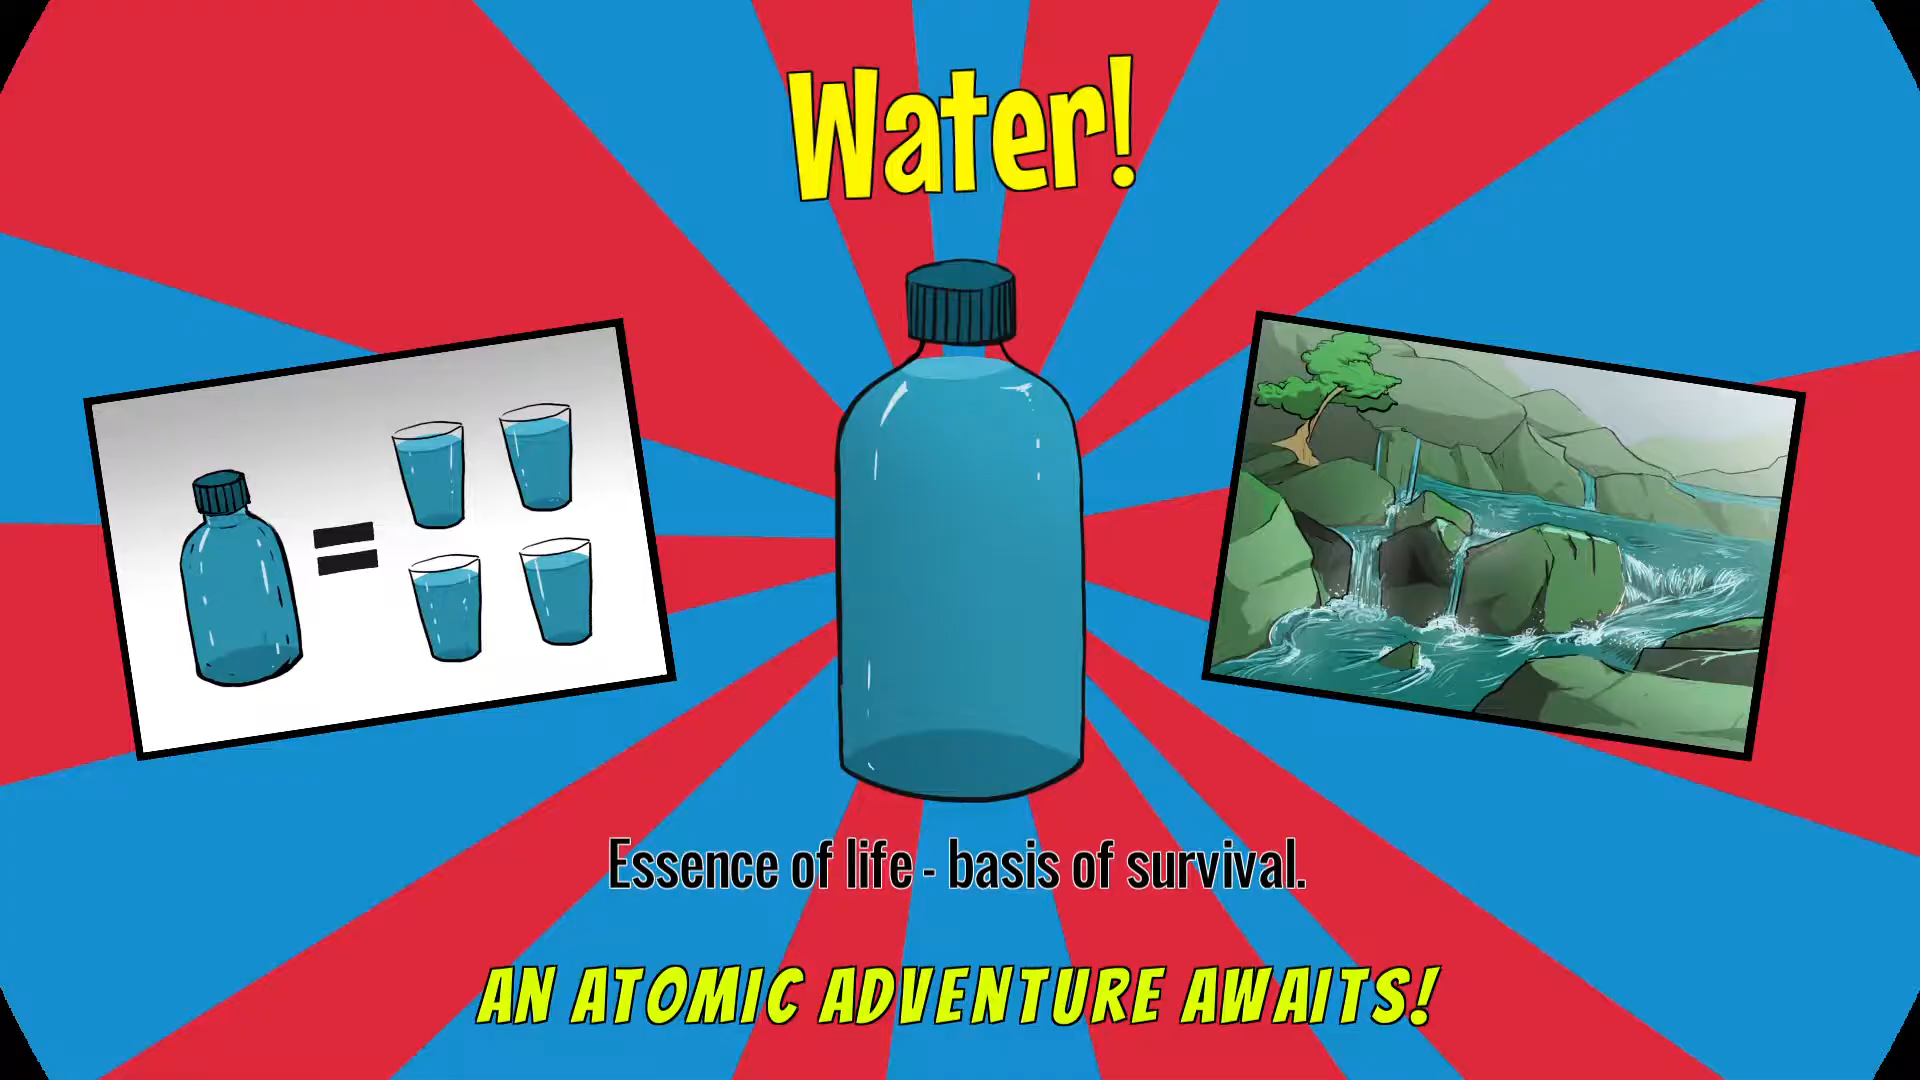 Water!
Essence of life - basis of survival.
AN ATOMIC ADVENTURE AWAITS!